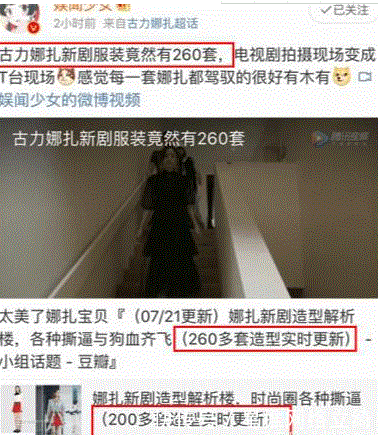 娱闻少女
2小时前 来自古力娜扎超话
已关注
古力娜扎新剧服装竟然有260套，电视剧拍摄现场变成
T台现场 感觉每一套娜扎都驾驭的很好有木有
娱闻少女的微博视频
古力娜扎新剧服装竟然有260套
腾讯视频
太美了娜扎宝贝『（07/21更新）娜扎新剧造型解析
楼，各种撕逼与狗血齐飞（260多套造型实时更新） -
小组话题 - 豆瓣』
娜扎新剧造型解析楼，时尚圈各种撕逼
（200多种造型实时更新）